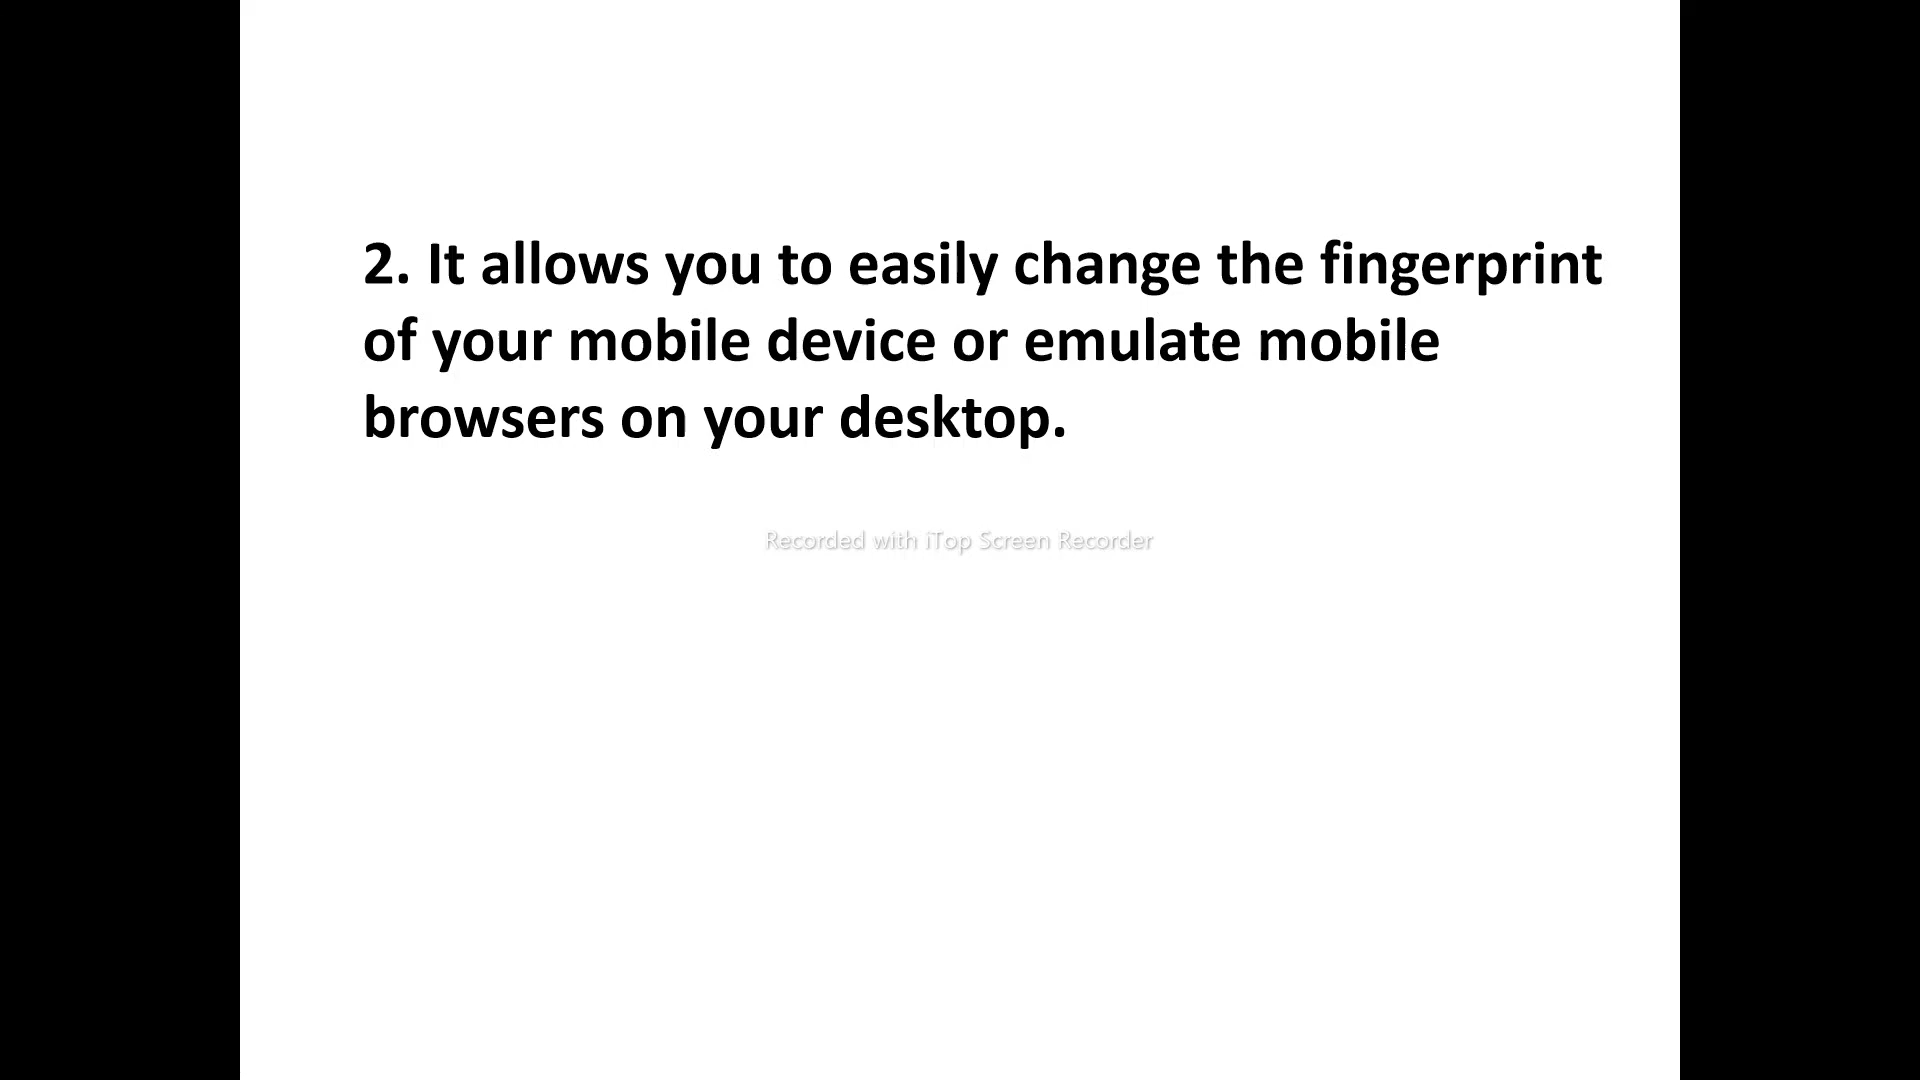 2. It allows you to easily change the fingerprint
of your mobile device or emulate mobile
browsers on your desktop.
Recorded with iTop Screen Recorder